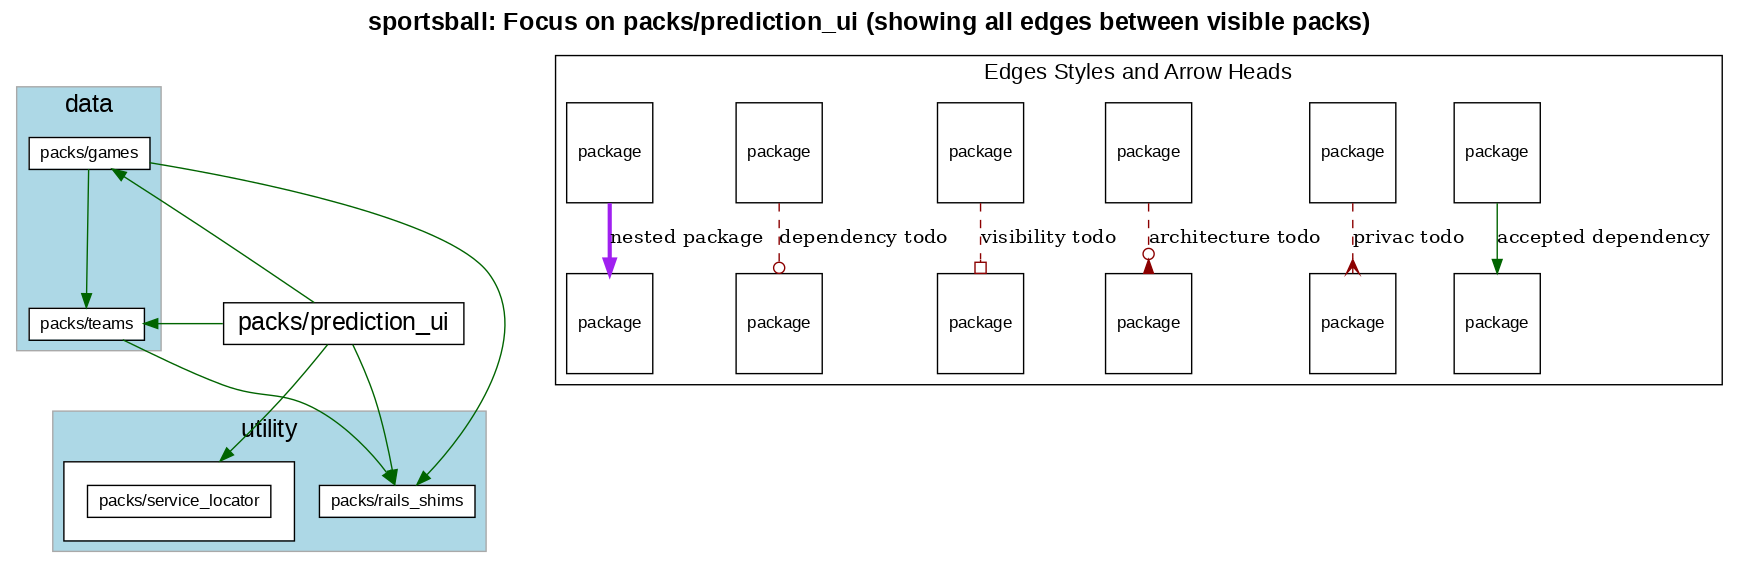 sportsball: Focus on packs/prediction_ui (showing all edges between visible packs)
data
packs/games
packs/teams
packs/prediction_ui
utility
packs/service_locator
packs/rails_shims
Edges Styles and Arrow Heads
package
package
package
package
package
package
nested package
dependency todo
visibility todo
architecture todo
privac todo
accepted dependency
package
package
package
package
package
package